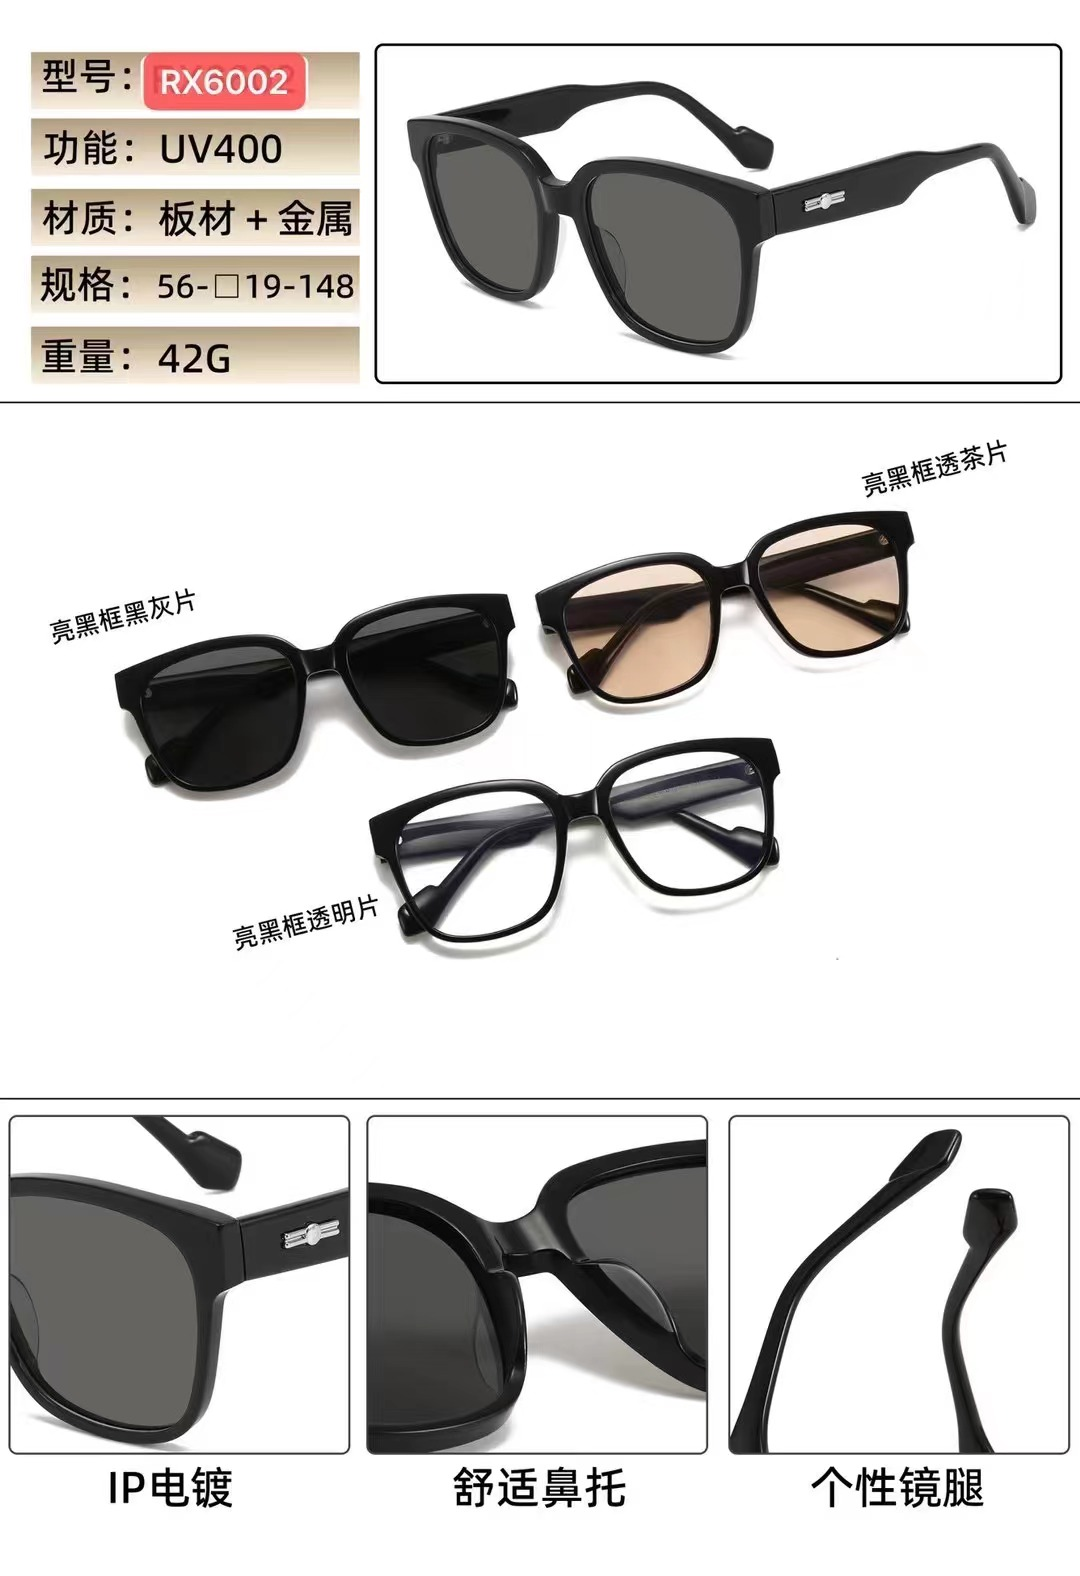 型号：RX6002
功能：UV400
材质：板材+金属
规格：56-□19-148
重量：42G
亮黑框透茶片
亮黑框黑灰片
亮黑框透明片
IP电镀
舒适鼻托
个性镜腿